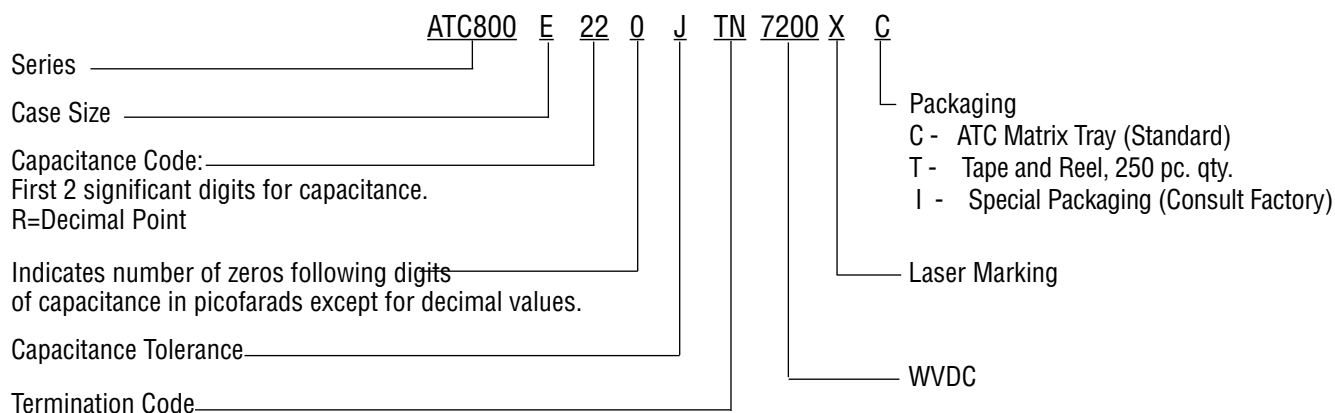 ATC800 E 22 0 J TN 7200 X C
Series
Case Size
Capacitance Code:
First 2 significant digits for capacitance.
R=Decimal Point
Indicates number of zeros following digits
of capacitance in picofarads except for decimal values.
Capacitance Tolerance
Termination Code
Packaging
C - ATC Matrix Tray (Standard)
T - Tape and Reel, 250 pc. qty.
I - Special Packaging (Consult Factory)
Laser Marking
WVDC